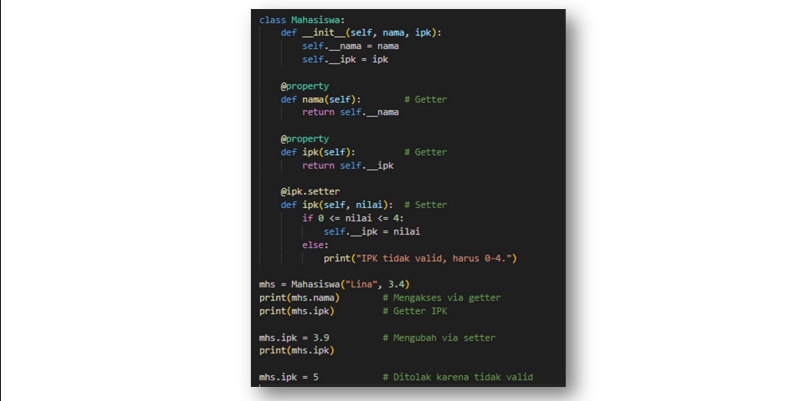 class Mahasiswa:
    def __init__(self, nama, ipk):
        self.__nama = nama
        self.__ipk = ipk

    @property
    def nama(self):        # Getter
        return self.__nama

    @property
    def ipk(self):         # Getter
        return self.__ipk

    @ipk.setter
    def ipk(self, nilai):  # Setter
        if 0 <= nilai <= 4:
            self.__ipk = nilai
        else:
            print("IPK tidak valid, harus 0-4.")

mhs = Mahasiswa("Lina", 3.4)
print(mhs.nama)        # Mengakses via getter
print(mhs.ipk)         # Getter IPK

mhs.ipk = 3.9          # Mengubah via setter
print(mhs.ipk)

mhs.ipk = 5            # Ditolak karena tidak valid